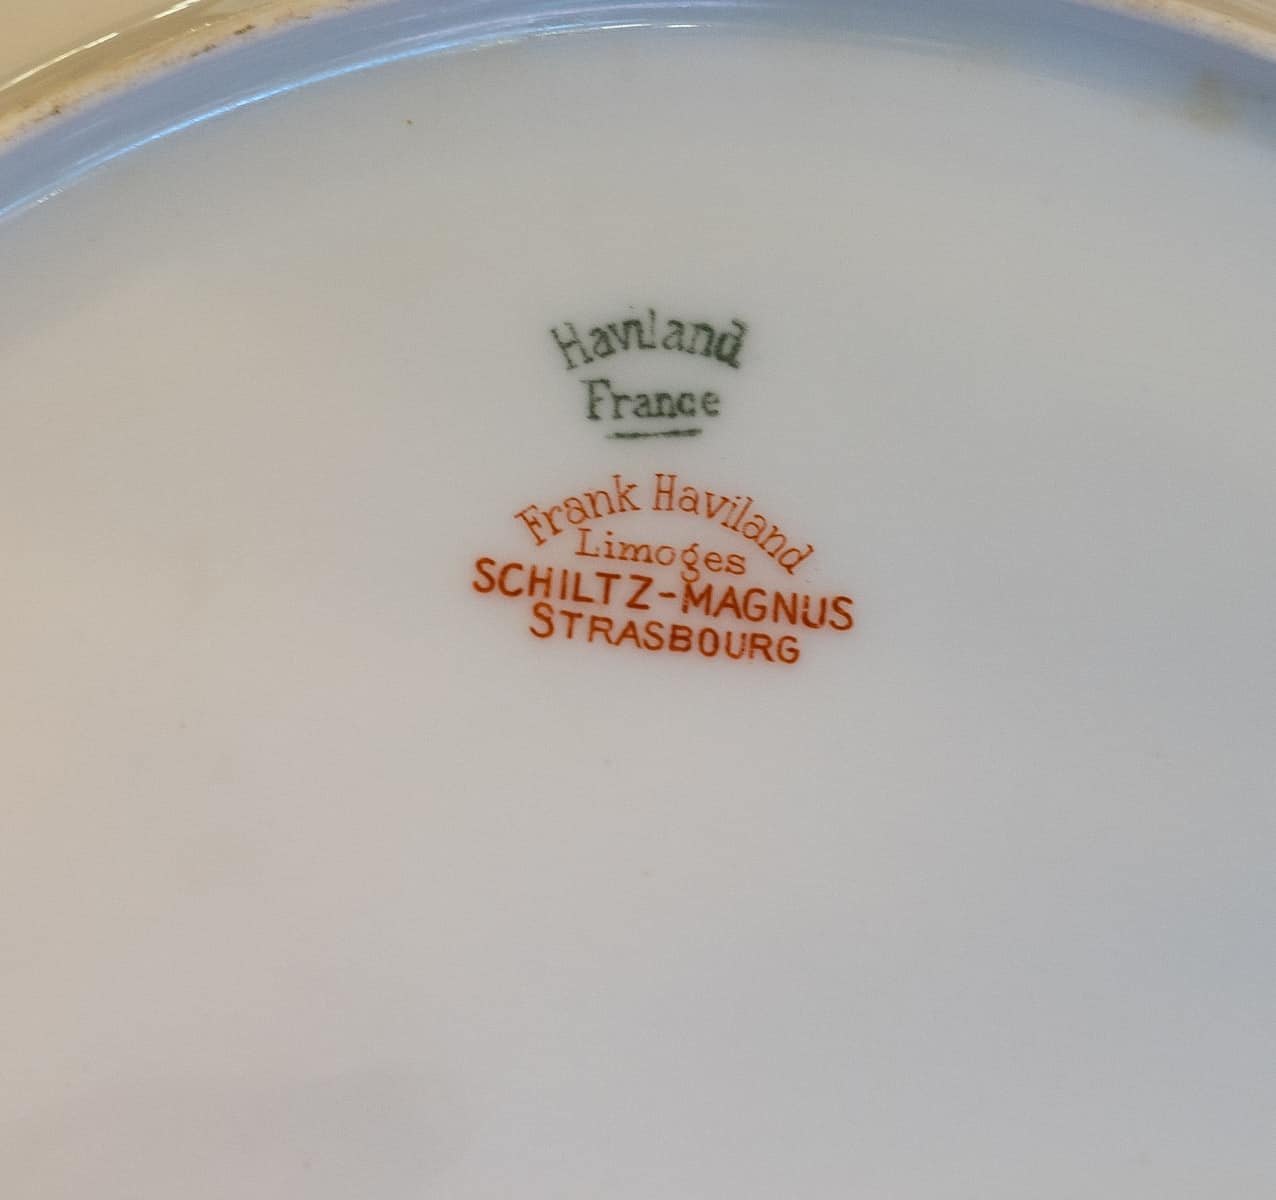 Haviland
France
Frank Haviland
Limoges
SCHILTZ-MAGNUS
STRASBOURG